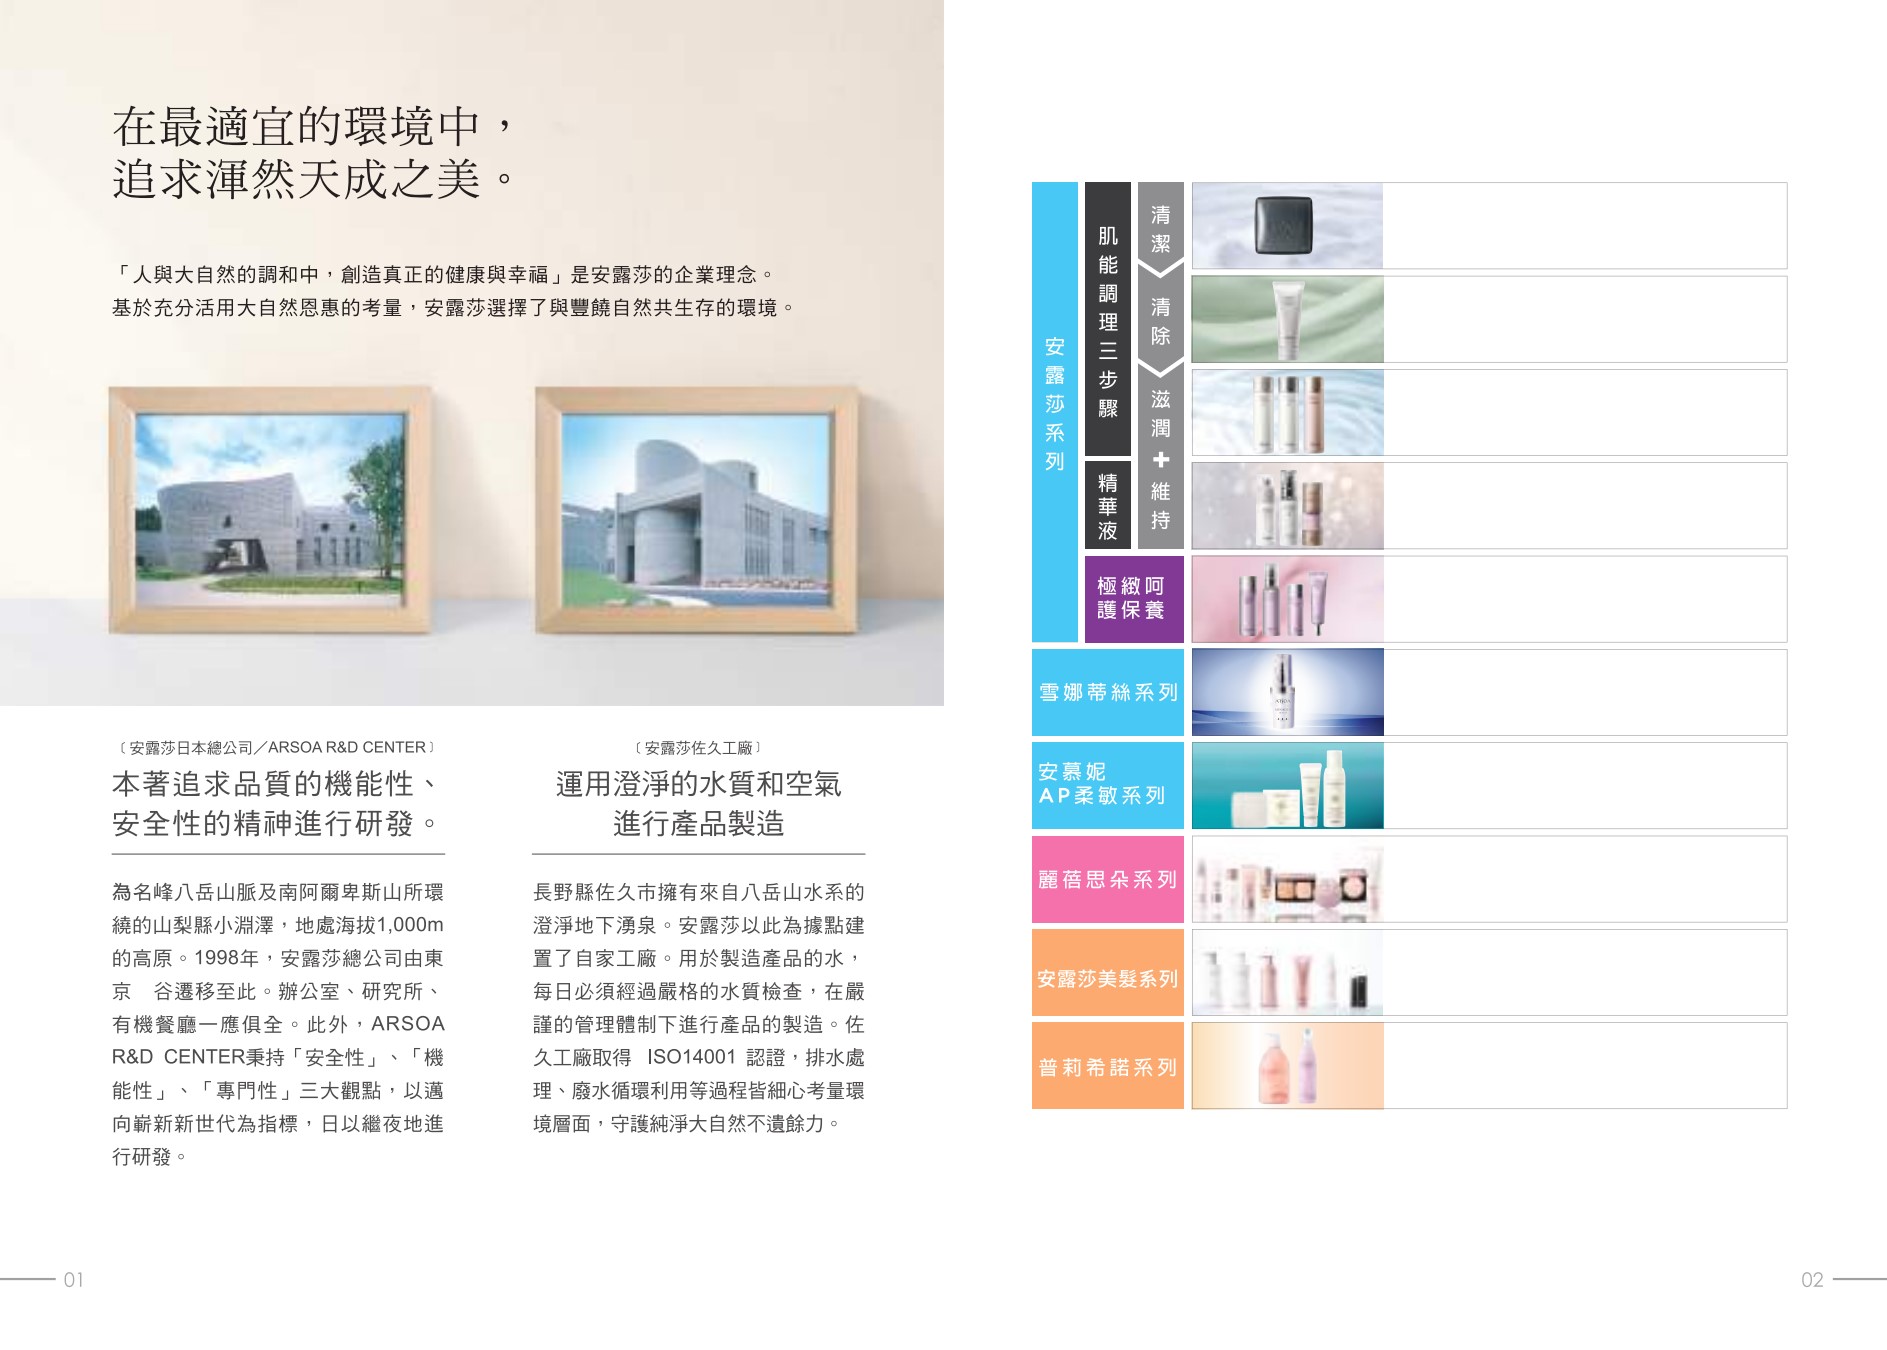 在最適宜的環境中，
追求渾然天成之美。
「人與大自然的調和中，創造真正的健康與幸福」是安露莎的企業理念。
基於充分活用大自然恩惠的考量，安露莎選擇了與豐饒自然共生存的環境。
〔安露莎日本總公司／ARSOA R&D CENTER〕
本著追求品質的機能性、
安全性的精神進行研發。
為名峰八岳山脈及南阿爾卑斯山所環
繞的山梨縣小淵澤，地處海拔1,000m
的高原。1998年，安露莎總公司由東
京　谷遷移至此。辦公室、研究所、
有機餐廳一應俱全。此外，ARSOA
R&D CENTER秉持「安全性」、「機
能性」、「專門性」三大觀點，以邁
向嶄新新世代為指標，日以繼夜地進
行研發。
〔安露莎佐久工廠〕
運用澄淨的水質和空氣
進行產品製造
長野縣佐久市擁有來自八岳山水系的
澄淨地下湧泉。安露莎以此為據點建
置了自家工廠。用於製造產品的水，
每日必須經過嚴格的水質檢查，在嚴
謹的管理體制下進行產品的製造。佐
久工廠取得 ISO14001 認證，排水處
理、廢水循環利用等過程皆細心考量環
境層面，守護純淨大自然不遺餘力。
01
安露莎系列
肌能調理三步驟
清潔
清除
滋潤+維持
精華液
極緻呵
護保養
雪娜蒂絲系列
安慕妮
AP柔敏系列
麗蓓思朵系列
安露莎美髮系列
普莉希諾系列
02